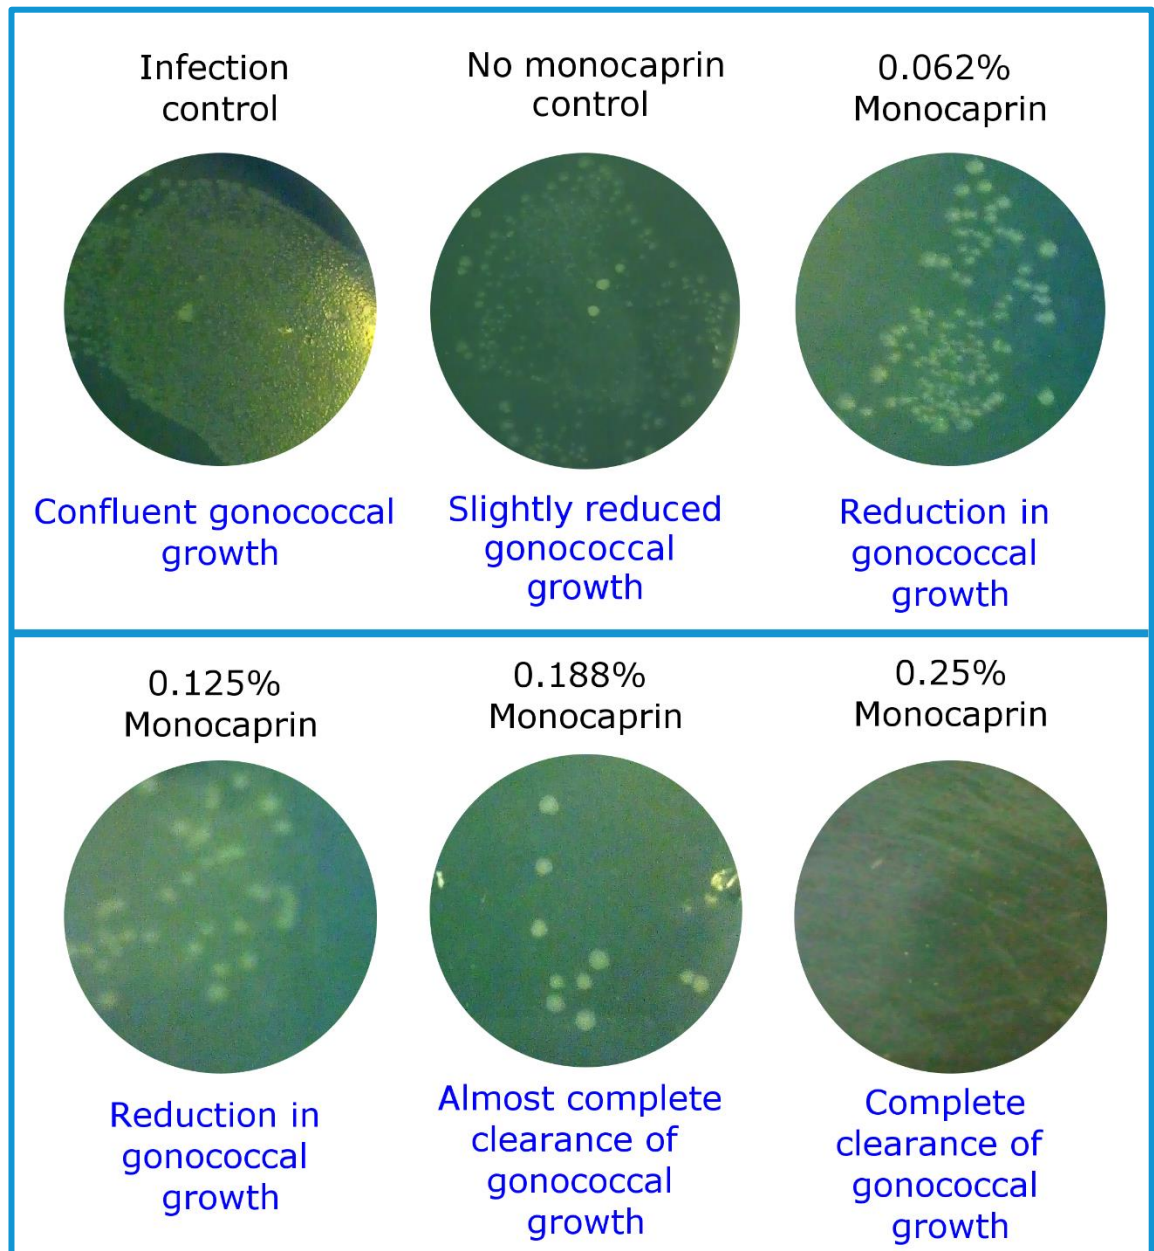 Infection
control
No monocaprin
control
0.062%
Monocaprin
Confluent gonococcal
growth
Slightly reduced
gonococcal
growth
Reduction in
gonococcal
growth
0.125%
Monocaprin
0.188%
Monocaprin
0.25%
Monocaprin
Reduction in
gonococcal
growth
Almost complete
clearance of
gonococcal
growth
Complete
clearance of
gonococcal
growth